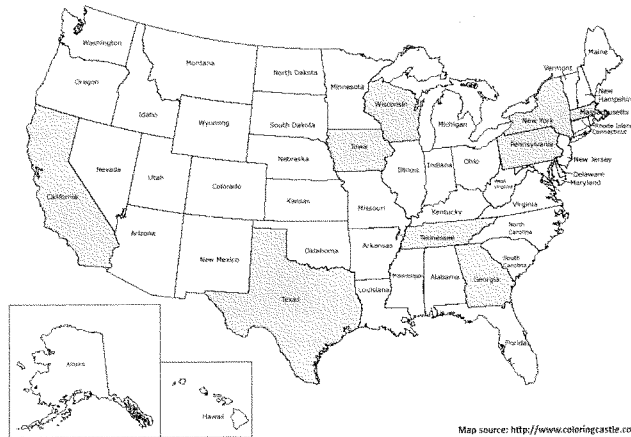 Washington
Oregon
California
Nevada
Idaho
Montana
Wyoming
Utah
Arizona
Colorado
New Mexico
North Dakota
South Dakota
Nebraska
Kansas
Oklahoma
Texas
Minnesota
Iowa
Missouri
Arkansas
Louisiana
Wisconsin
Illinois
Michigan
Indiana
Ohio
Kentucky
Tennessee
Mississippi
Alabama
Georgia
Florida
South
Carolina
North
Carolina
Virginia
West
Virginia
Pennsylvania
New York
Vermont
Maine
New
Hampshire
Massachusetts
Rhode Island
Connecticut
New Jersey
Delaware
Maryland
Alaska
Hawaii
Map source: http://www.coloringcastle.co